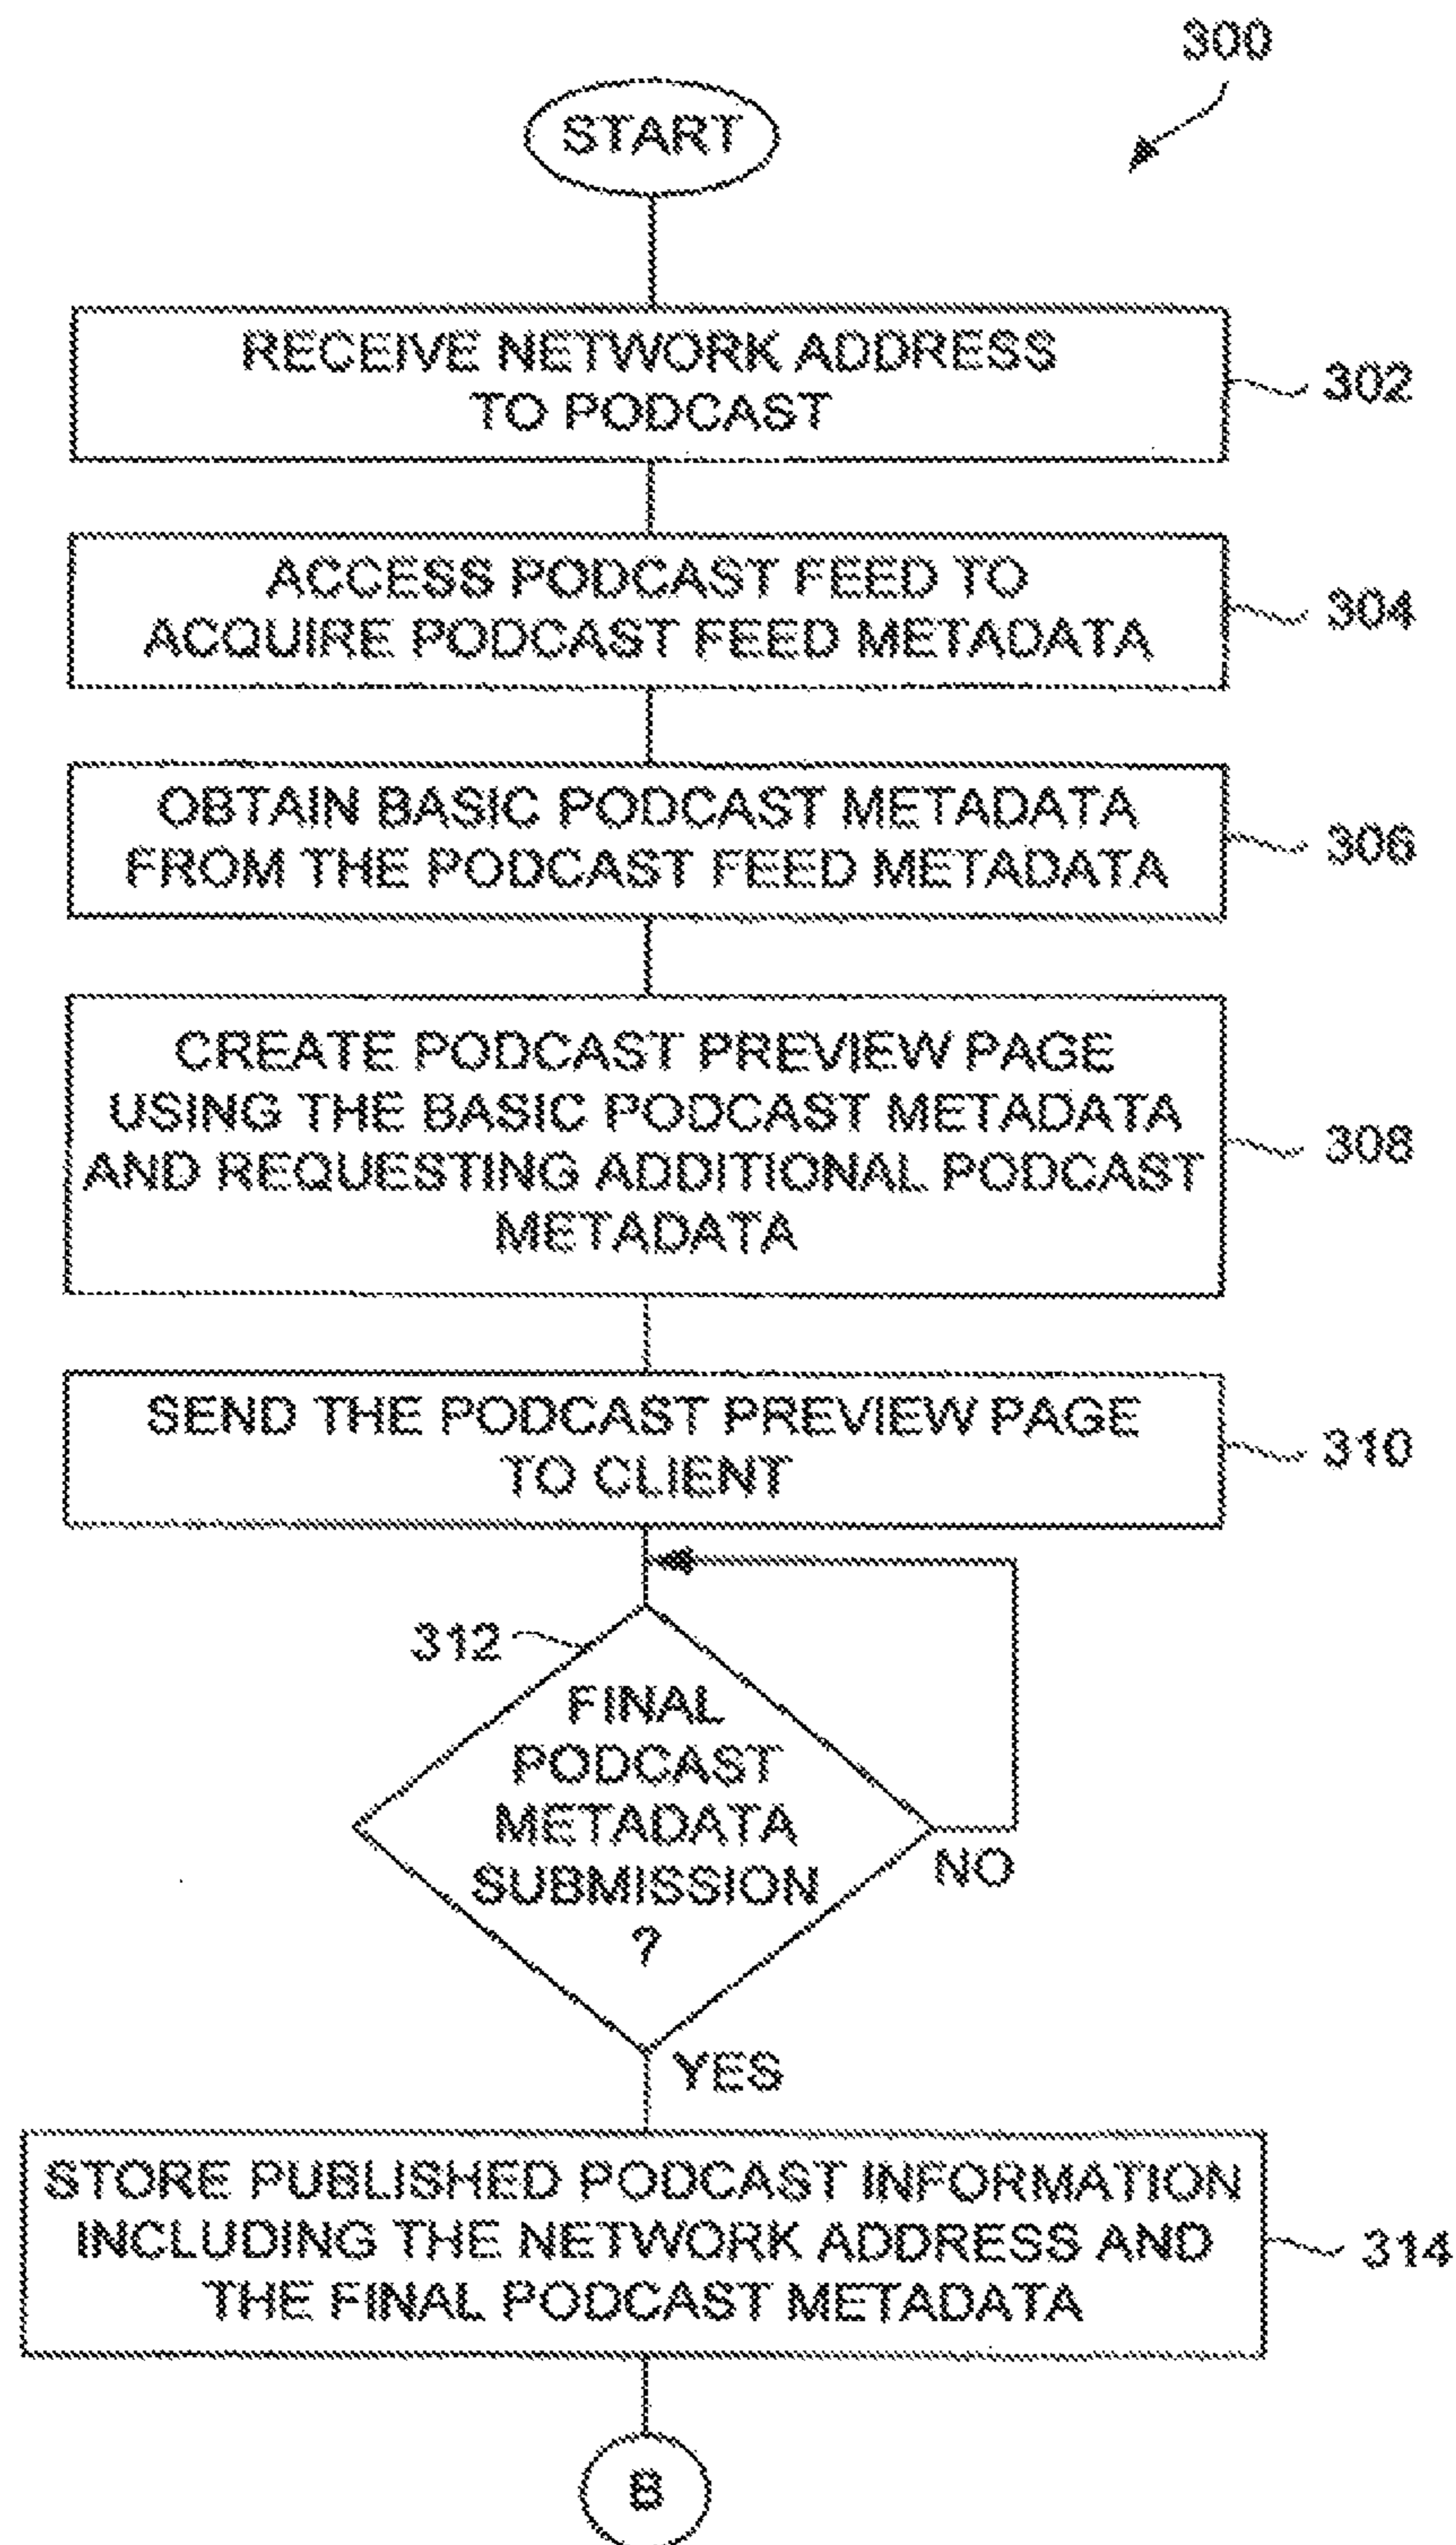 300
START
RECEIVE NETWORK ADDRESS
TO PODCAST
302
ACCESS PODCAST FEED TO
ACQUIRE PODCAST FEED METADATA
304
OBTAIN BASIC PODCAST METADATA
FROM THE PODCAST FEED METADATA
306
CREATE PODCAST PREVIEW PAGE
USING THE BASIC PODCAST METADATA
AND REQUESTING ADDITIONAL PODCAST
METADATA
308
SEND THE PODCAST PREVIEW PAGE
TO CLIENT
310
312
FINAL
PODCAST
METADATA
SUBMISSION
?
NO
YES
STORE PUBLISHED PODCAST INFORMATION
INCLUDING THE NETWORK ADDRESS AND
THE FINAL PODCAST METADATA
314
B